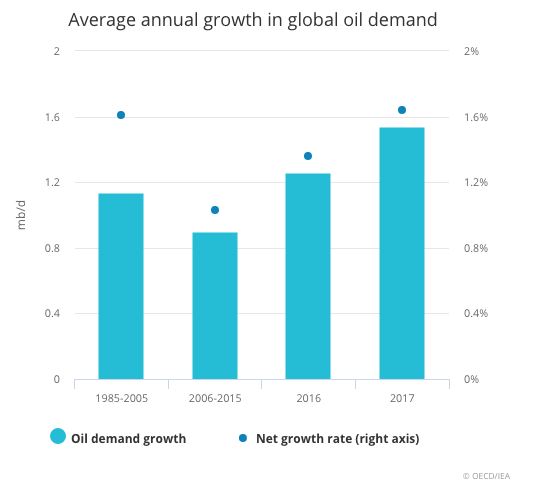 Average annual growth in global oil demand
2 2%
1.6 1.6%
1.2 1.2%
mb/d
0.8 0.8%
0.4 0.4%
0 0%
1985-2005 2006-2015 2016 2017
Oil demand growth Net growth rate (right axis)
© OECD/IEA